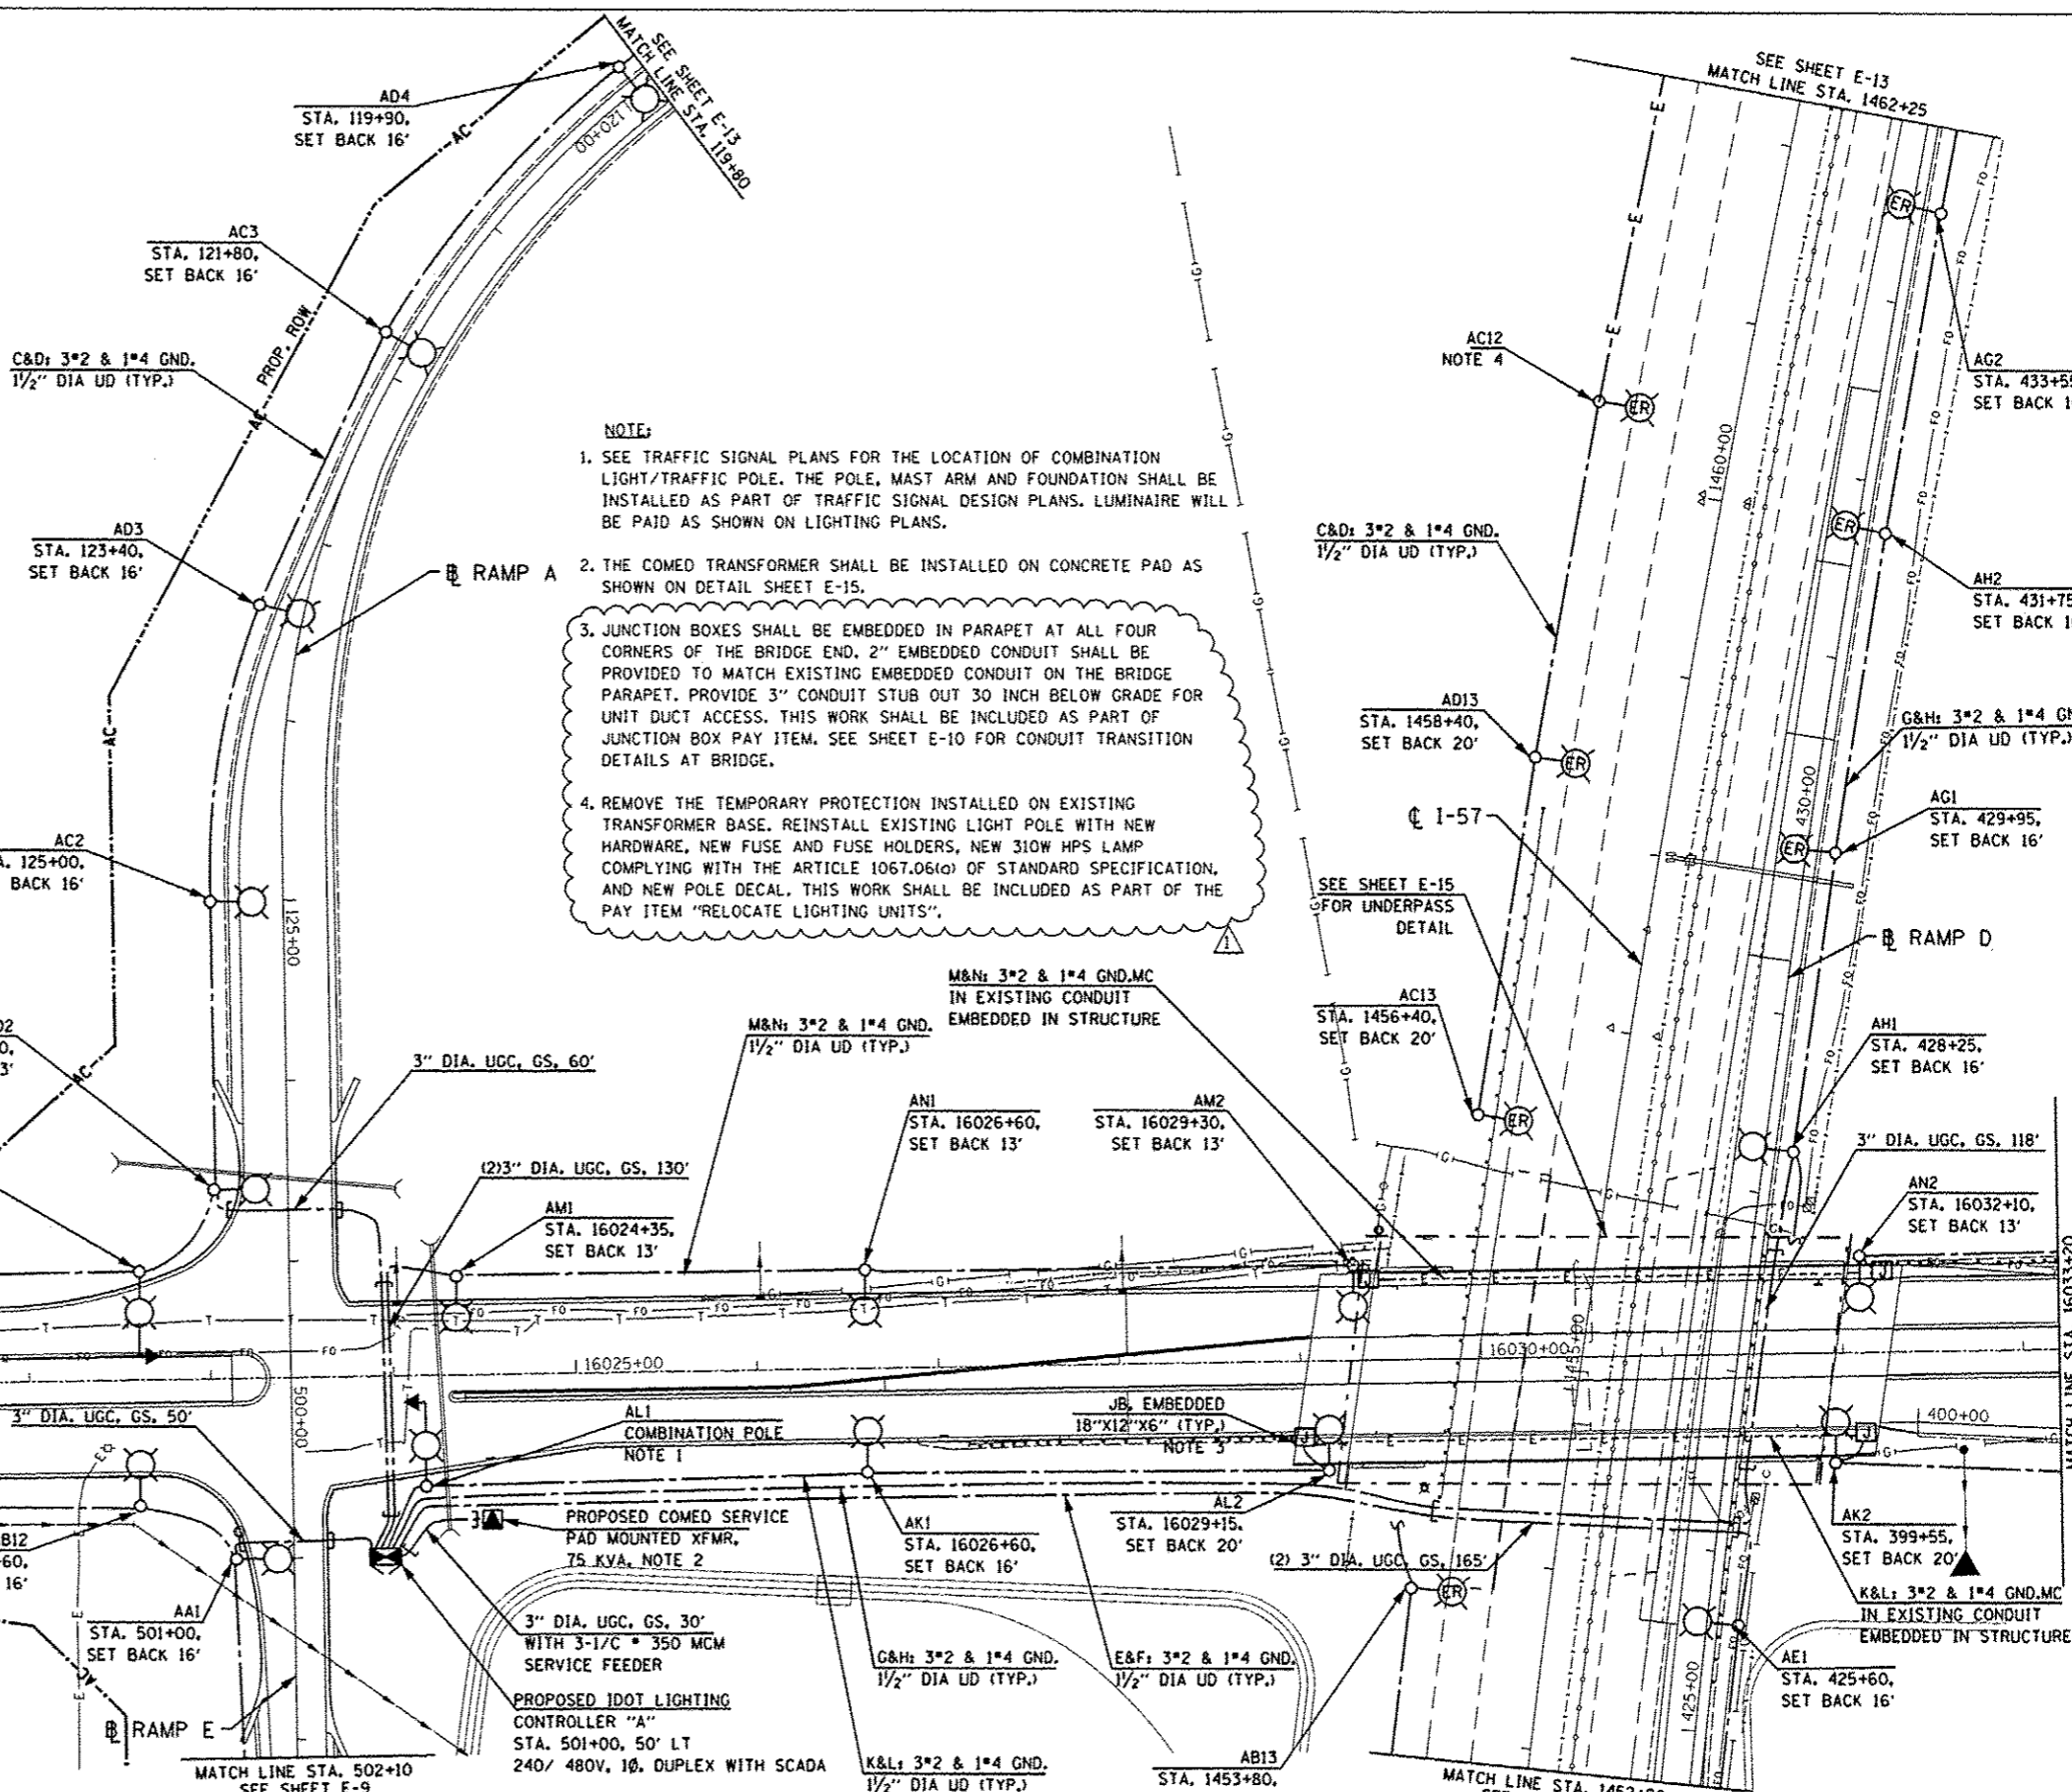 SEE SHEET E-13
MATCH LINE STA. 119+80
AD4
STA. 119+90,
SET BACK 16'
120+00
AC
AC3
STA. 121+80,
SET BACK 16'
PROP. ROW
C&D: 3#2 & 1#4 GND.
1½" DIA UD (TYP.)
AC
AD3
STA. 123+40,
SET BACK 16'
℄ RAMP A
AC
AC2
125+00,
BACK 16'
125+00
AC
3" DIA. UGC, GS, 60'
NOTE:
1. SEE TRAFFIC SIGNAL PLANS FOR THE LOCATION OF COMBINATION
LIGHT/TRAFFIC POLE. THE POLE, MAST ARM AND FOUNDATION SHALL BE
INSTALLED AS PART OF TRAFFIC SIGNAL DESIGN PLANS. LUMINAIRE WILL
BE PAID AS SHOWN ON LIGHTING PLANS.
2. THE COMED TRANSFORMER SHALL BE INSTALLED ON CONCRETE PAD AS
SHOWN ON DETAIL SHEET E-15.
3. JUNCTION BOXES SHALL BE EMBEDDED IN PARAPET AT ALL FOUR
CORNERS OF THE BRIDGE END. 2" EMBEDDED CONDUIT SHALL BE
PROVIDED TO MATCH EXISTING EMBEDDED CONDUIT ON THE BRIDGE
PARAPET. PROVIDE 3" CONDUIT STUB OUT 30 INCH BELOW GRADE FOR
UNIT DUCT ACCESS. THIS WORK SHALL BE INCLUDED AS PART OF
JUNCTION BOX PAY ITEM. SEE SHEET E-10 FOR CONDUIT TRANSITION
DETAILS AT BRIDGE.
4. REMOVE THE TEMPORARY PROTECTION INSTALLED ON EXISTING
TRANSFORMER BASE. REINSTALL EXISTING LIGHT POLE WITH NEW
HARDWARE, NEW FUSE AND FUSE HOLDERS, NEW 310W HPS LAMP
COMPLYING WITH THE ARTICLE 1067.06(a) OF STANDARD SPECIFICATION,
AND NEW POLE DECAL. THIS WORK SHALL BE INCLUDED AS PART OF THE
PAY ITEM "RELOCATE LIGHTING UNITS".
1
SEE SHEET E-13
MATCH LINE STA. 1462+25
AC12
NOTE 4
AG2
STA. 433+55
SET BACK
1460+00
C&D: 3#2 & 1#4 GND.
1½" DIA UD (TYP.)
AH2
STA. 431+75
SET BACK
AD13
STA. 1458+40,
SET BACK 20'
G&H: 3#2 & 1#4
1½" DIA UD (TYP.)
℄ I-57
430+00
AG1
STA. 429+95,
SET BACK 16'
SEE SHEET E-15
FOR UNDERPASS
DETAIL
℄ RAMP D
AC13
STA. 1456+40,
SET BACK 20'
AH1
STA. 428+25,
SET BACK 16'
M&N: 3#2 & 1#4 GND.MC
IN EXISTING CONDUIT
EMBEDDED IN STRUCTURE
M&N: 3#2 & 1#4 GND.
1½" DIA UD (TYP.)
AN1
STA. 16026+60,
SET BACK 13'
AM2
STA. 16029+30,
SET BACK 13'
3" DIA. UGC, GS, 118'
(2)3" DIA. UGC, GS, 130'
AM1
STA. 16024+35,
SET BACK 13'
AN2
STA. 16032+10,
SET BACK 13'
MATCH LINE STA. 16033+20
16025+00
16030+00
1455+00
400+00
3" DIA. UGC, GS, 50'
500+00
AL1
COMBINATION POLE
NOTE 1
JB, EMBEDDED
18"X12"X6" (TYP.)
NOTE 3
PROPOSED COMED SERVICE
PAD MOUNTED XFMR,
75 KVA, NOTE 2
AK1
STA. 16026+60,
SET BACK 16'
AL2
STA. 16029+15,
SET BACK 20'
(2) 3" DIA. UGC, GS, 165'
AK2
STA. 399+55,
SET BACK 20'
B12
60,
16'
AA1
STA. 501+00,
SET BACK 16'
3" DIA. UGC, GS, 30'
WITH 3-1/C # 350 MCM
SERVICE FEEDER
G&H: 3#2 & 1#4 GND.
1½" DIA UD (TYP.)
E&F: 3#2 & 1#4 GND.
1½" DIA UD (TYP.)
K&L: 3#2 & 1#4 GND.MC
IN EXISTING CONDUIT
EMBEDDED IN STRUCTURE
AE1
STA. 425+60,
SET BACK 16'
425+00
AC
℄ RAMP E
PROPOSED IDOT LIGHTING
CONTROLLER "A"
STA. 501+00, 50' LT
240/ 480V, 1Ø, DUPLEX WITH SCADA
K&L: 3#2 & 1#4 GND.
1½" DIA UD (TYP.)
AB13
STA. 1453+80,
MATCH LINE STA. 502+10
SEE SHEET E-9
MATCH LINE STA.